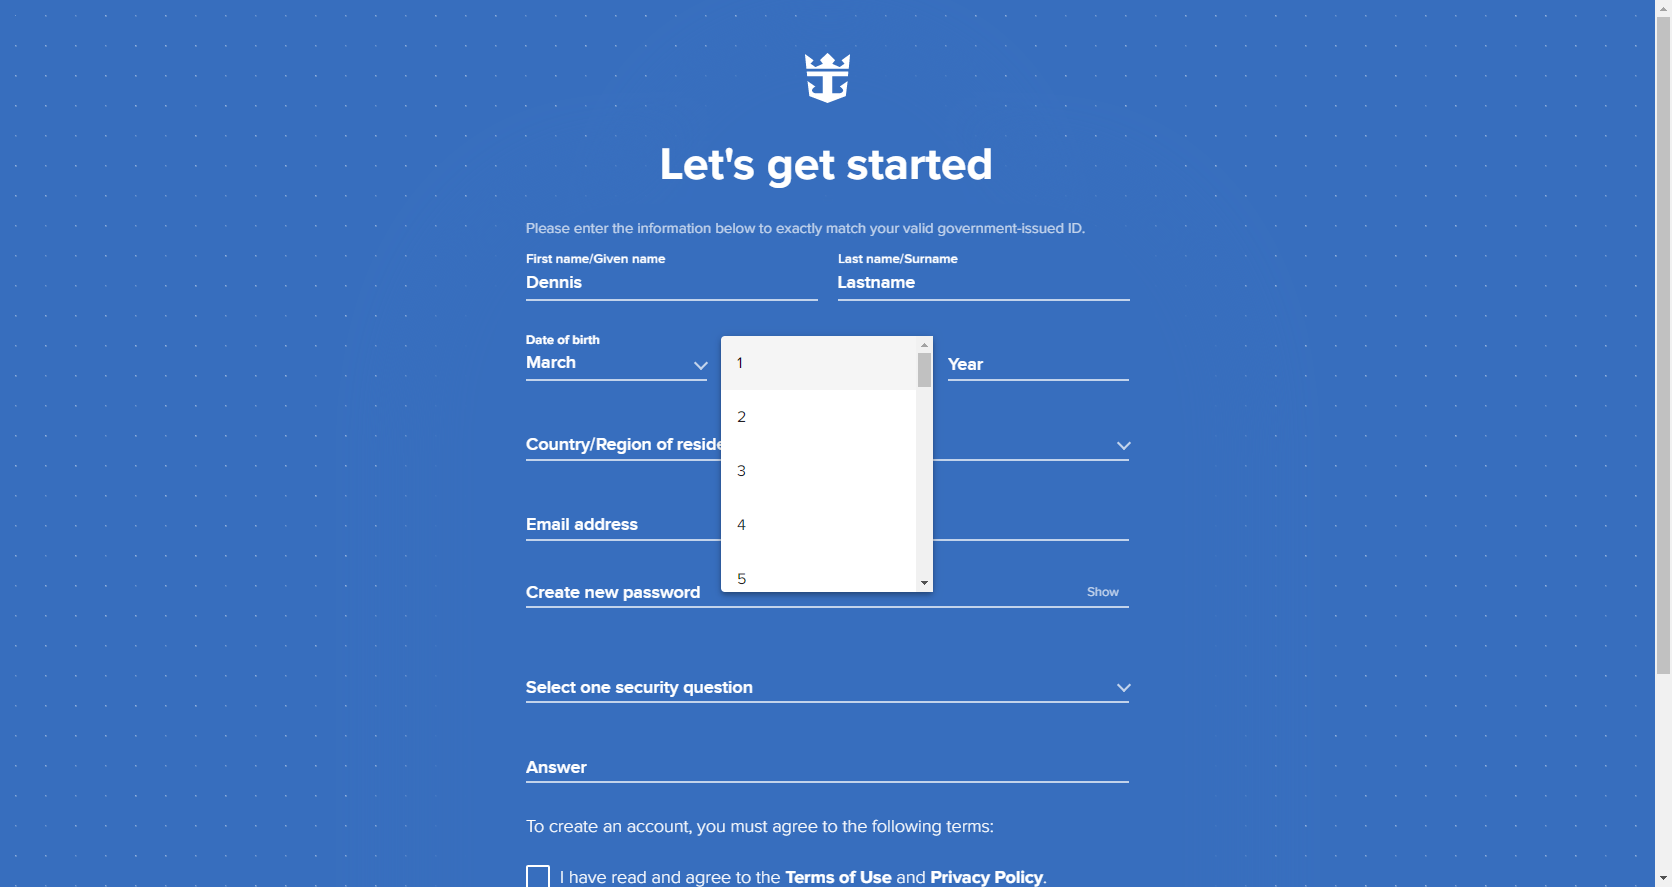 Let's get started
Please enter the information below to exactly match your valid government-issued ID.
First name/Given name
Dennis
Last name/Surname
Lastname
Date of birth
March
1
2
3
4
5
Year
Country/Region of reside
Email address
Create new password
Show
Select one security question
Answer
To create an account, you must agree to the following terms:
I have read and agree to the Terms of Use and Privacy Policy.